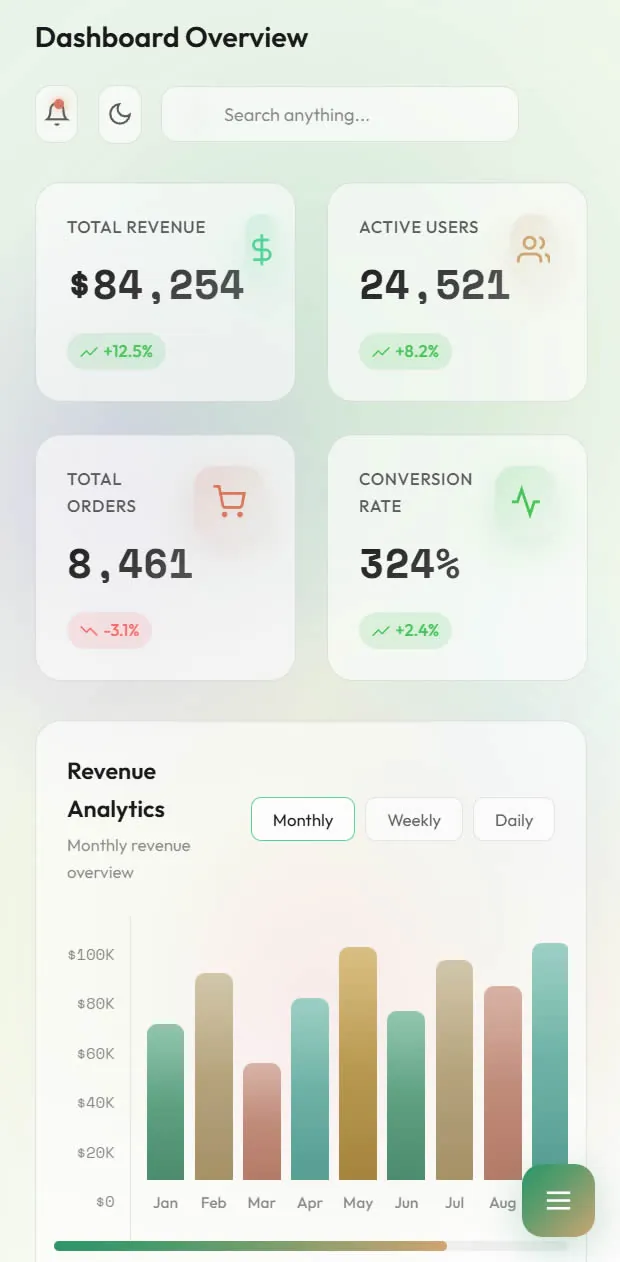 Dashboard Overview
Search anything...
TOTAL REVENUE
$84,254
+12.5%
ACTIVE USERS
24,521
+8.2%
TOTAL
ORDERS
8,461
-3.1%
CONVERSION
RATE
324%
+2.4%
Revenue
Analytics
Monthly revenue
overview
Monthly
Weekly
Daily
$100K
$80K
$60K
$40K
$20K
$0
Jan
Feb
Mar
Apr
May
Jun
Jul
Aug